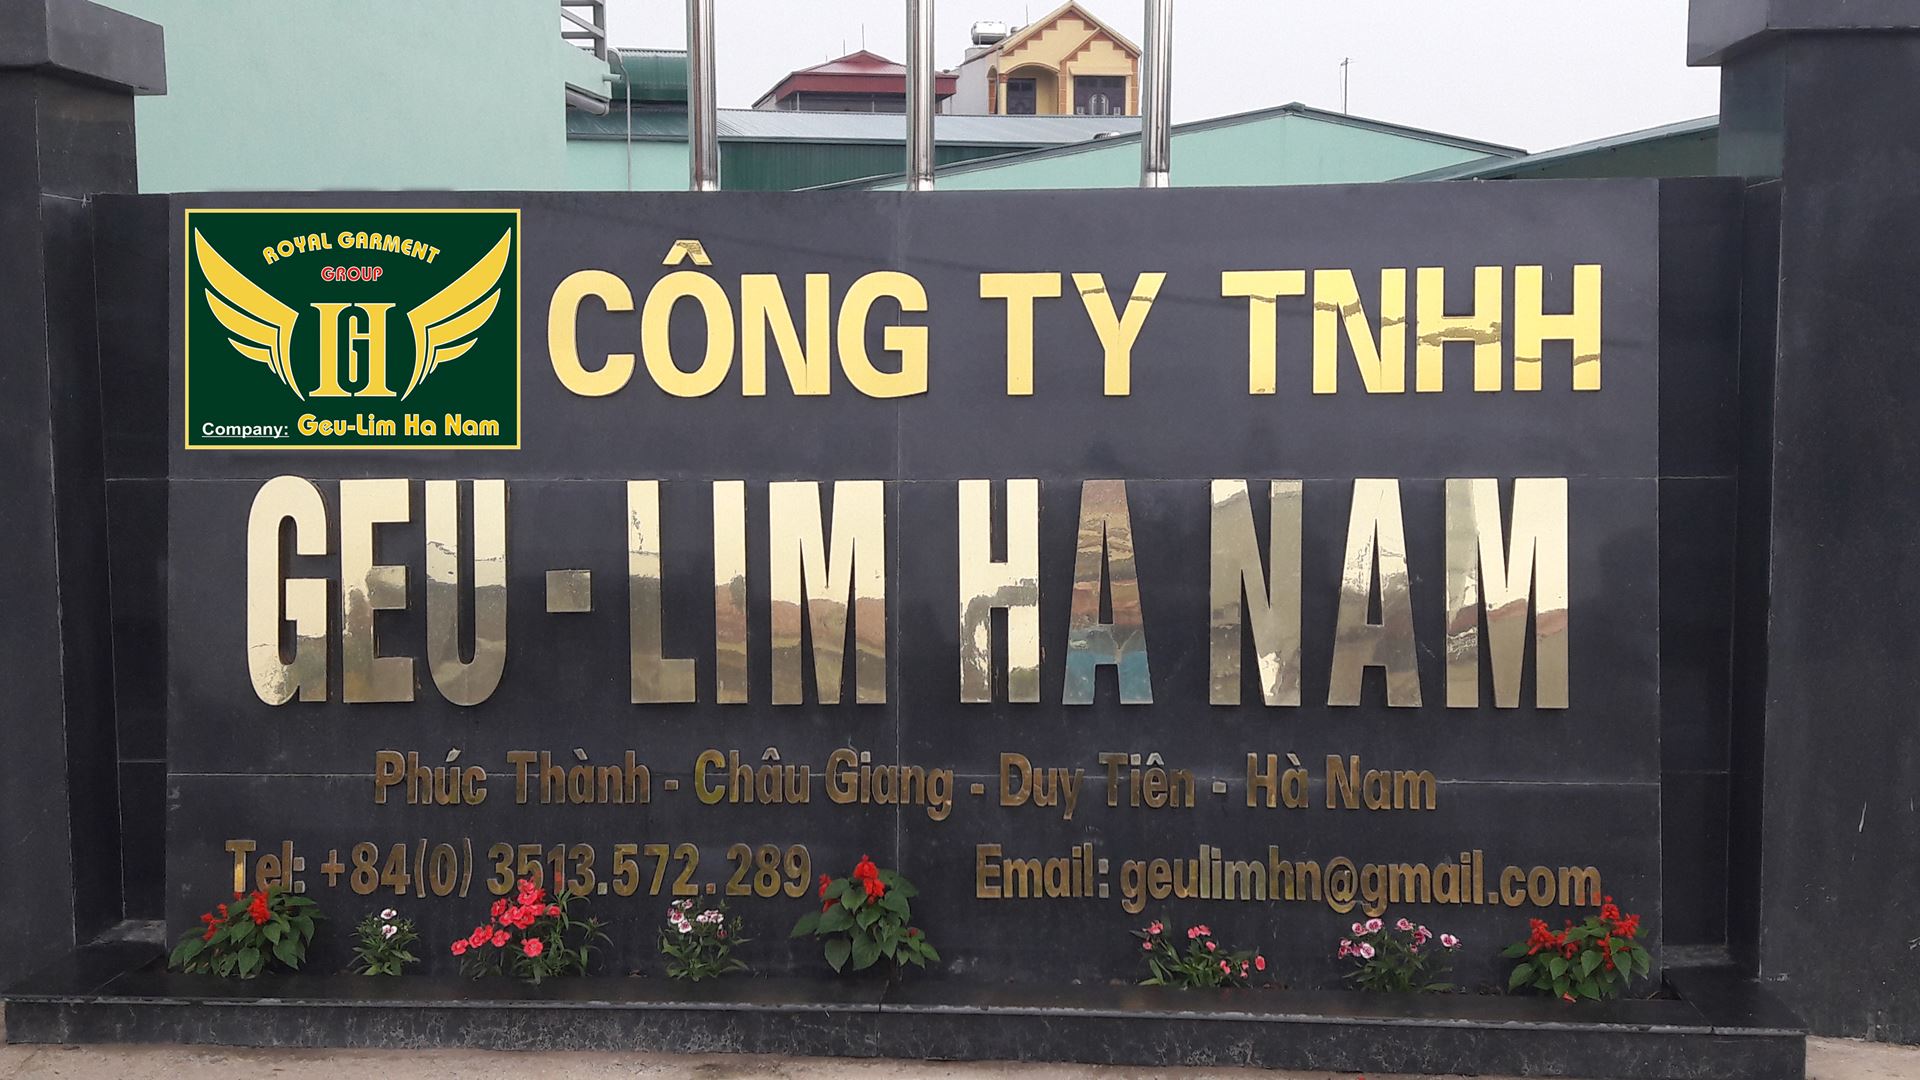 ROYAL GARMENT
GROUP
GH
Company: Geu-Lim Ha Nam
CÔNG TY TNHH
GEU-LIM HA NAM
Phúc Thành - Châu Giang - Duy Tiên - Hà Nam
Tel: +84(0) 3513.572.289
Email: geulimhn@gmail.com